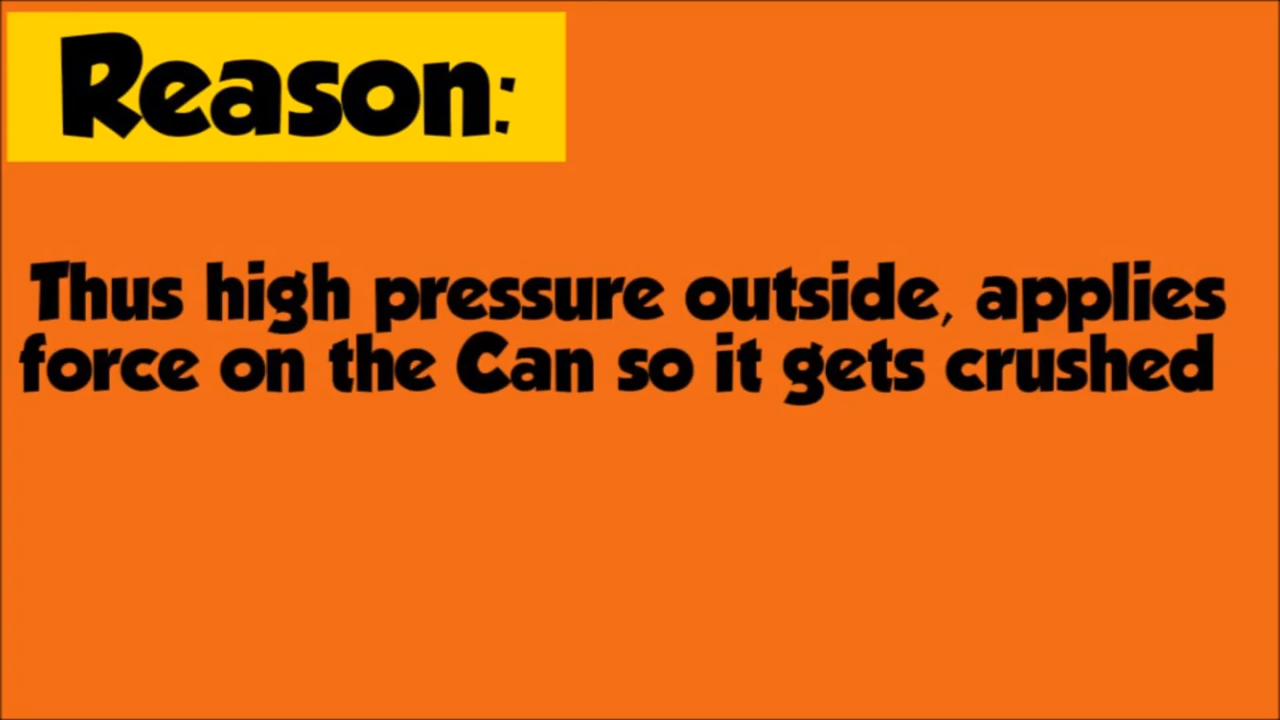 Reason:
Thus high pressure outside, applies
force on the Can so it gets crushed